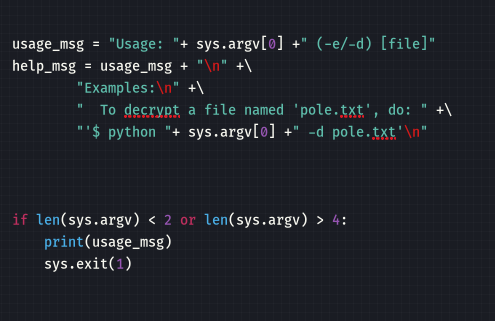 usage_msg = "Usage: "+ sys.argv[0] +" (-e/-d) [file]"
help_msg = usage_msg + "\n" +\
        "Examples:\n" +\
        "  To decrypt a file named 'pole.txt', do: " +\
        "'$ python "+ sys.argv[0] +" -d pole.txt'\n"
if len(sys.argv) < 2 or len(sys.argv) > 4:
    print(usage_msg)
    sys.exit(1)